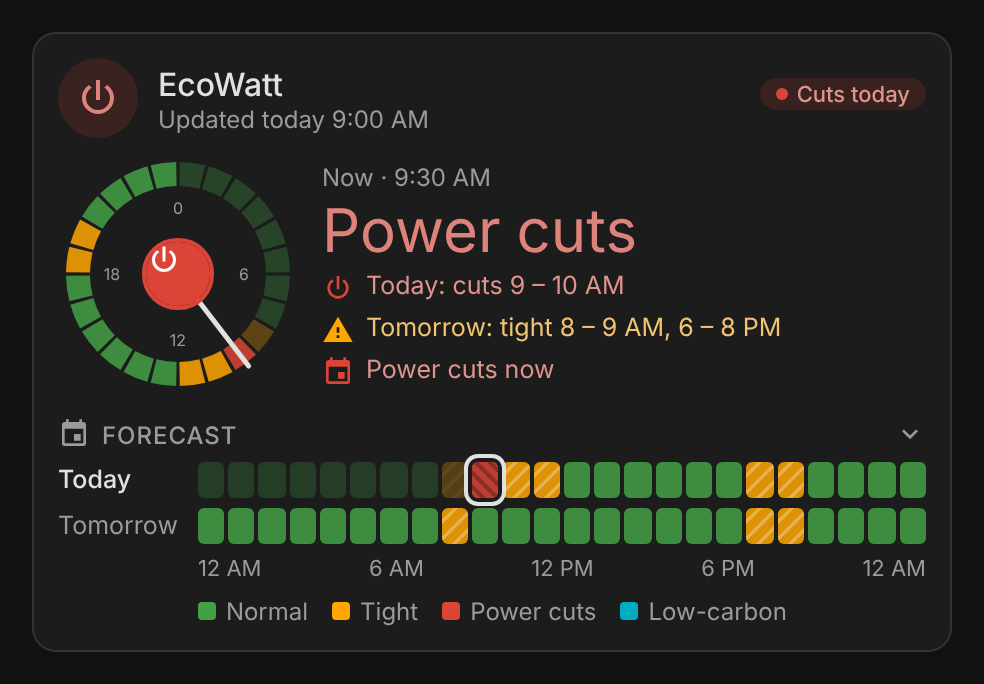 EcoWatt
Updated today 9:00 AM
Cuts today
0
6
12
18
Now · 9:30 AM
Power cuts
Today: cuts 9 – 10 AM
Tomorrow: tight 8 – 9 AM, 6 – 8 PM
Power cuts now
FORECAST
Today
Tomorrow
12 AM 6 AM 12 PM 6 PM 12 AM
Normal Tight Power cuts Low-carbon